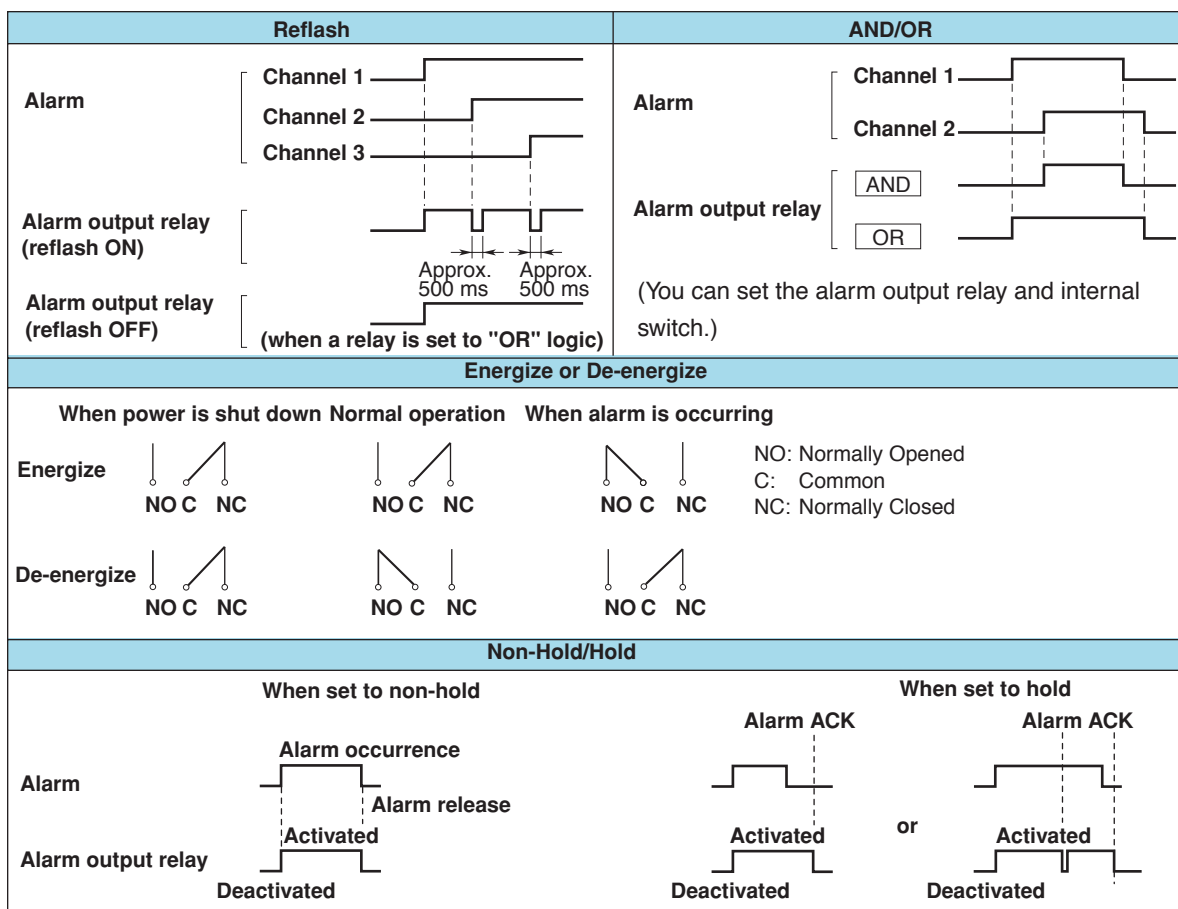 Reflash
AND/OR
Alarm
Channel 1
Channel 2
Channel 3
Alarm output relay
(reflash ON)
Approx.
500 ms
Approx.
500 ms
Alarm output relay
(reflash OFF)
(when a relay is set to "OR" logic)
Alarm
Channel 1
Channel 2
Alarm output relay
AND
OR
(You can set the alarm output relay and internal
switch.)
Energize or De-energize
When power is shut down Normal operation When alarm is occurring
Energize
NO C NC
NO C NC
NO C NC
NO: Normally Opened
C: Common
NC: Normally Closed
De-energize
NO C NC
NO C NC
NO C NC
Non-Hold/Hold
When set to non-hold
When set to hold
Alarm ACK
Alarm ACK
Alarm occurrence
Alarm
Alarm release
or
Activated
Activated
Activated
Alarm output relay
Deactivated
Deactivated
Deactivated